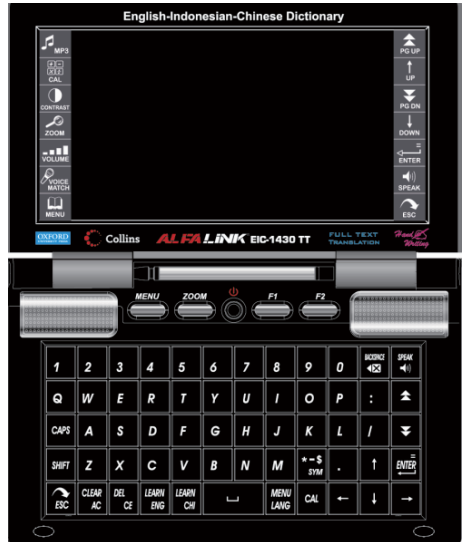 English-Indonesian-Chinese Dictionary
MP3
CAL
CONTRAST
ZOOM
VOLUME
VOICE
MATCH
MENU
PG UP
UP
PG DN
DOWN
=
ENTER
SPEAK
ESC
OXFORD
Collins
ALFALiNK EIC-1430 TT
FULL TEXT
TRANSLATION
Hand
Writing
MENU ZOOM F1 F2
1 2 3 4 5 6 7 8 9 0 BACKSPACE SPEAK
Q W E R T Y U I O P :
CAPS A S D F G H J K L /
SHIFT Z X C V B N M *-$ SYM . ↑ = ENTER
ESC CLEAR AC DEL CE LEARN ENG LEARN CHI MENU LANG CAL ← ↓ →